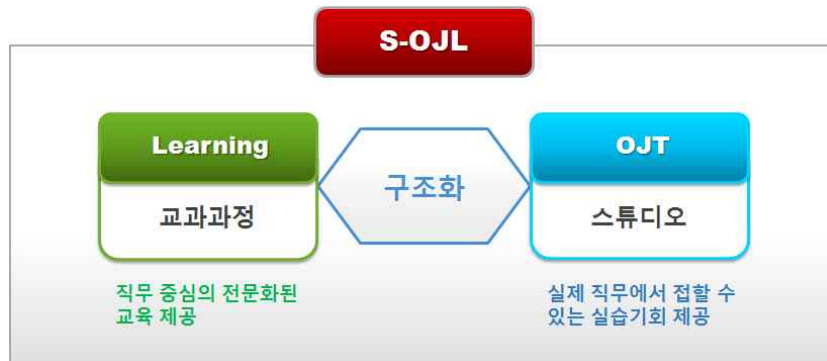 S-OJL
Learning
교과과정
구조화
OJT
스튜디오
직무 중심의 전문화된
교육 제공
실제 직무에서 접할 수
있는 실습기회 제공